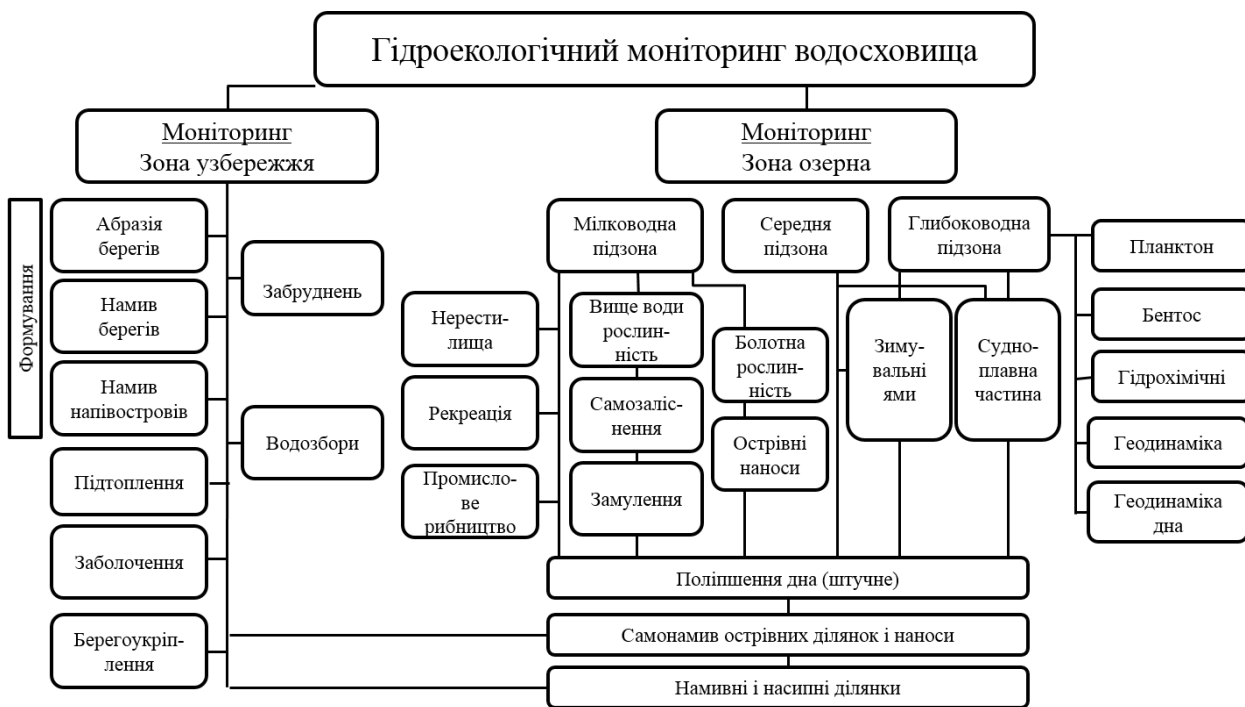 Гідроекологічний моніторинг водосховища
Моніторинг
Зона узбережжя
Моніторинг
Зона озерна
Формування
Абразія
берегів
Намив
берегів
Намив
напівостровів
Підтоплення
Заболочення
Берегоукріп-
лення
Забруднень
Водозбори
Мілководна
підзона
Середня
підзона
Глибоководна
підзона
Нерести-
лища
Рекреація
Промисло-
ве
рибництво
Вище води
рослин-
ність
Самозаліс-
нення
Замулення
Болотна
рослин-
ність
Острівні
наноси
Зиму-
вальні
ями
Судно-
плавна
частина
Планктон
Бентос
Гідрохімічні
Геодинаміка
Геодинаміка
дна
Поліпшення дна (штучне)
Самонамив острівних ділянок і наноси
Намивні і насипні ділянки